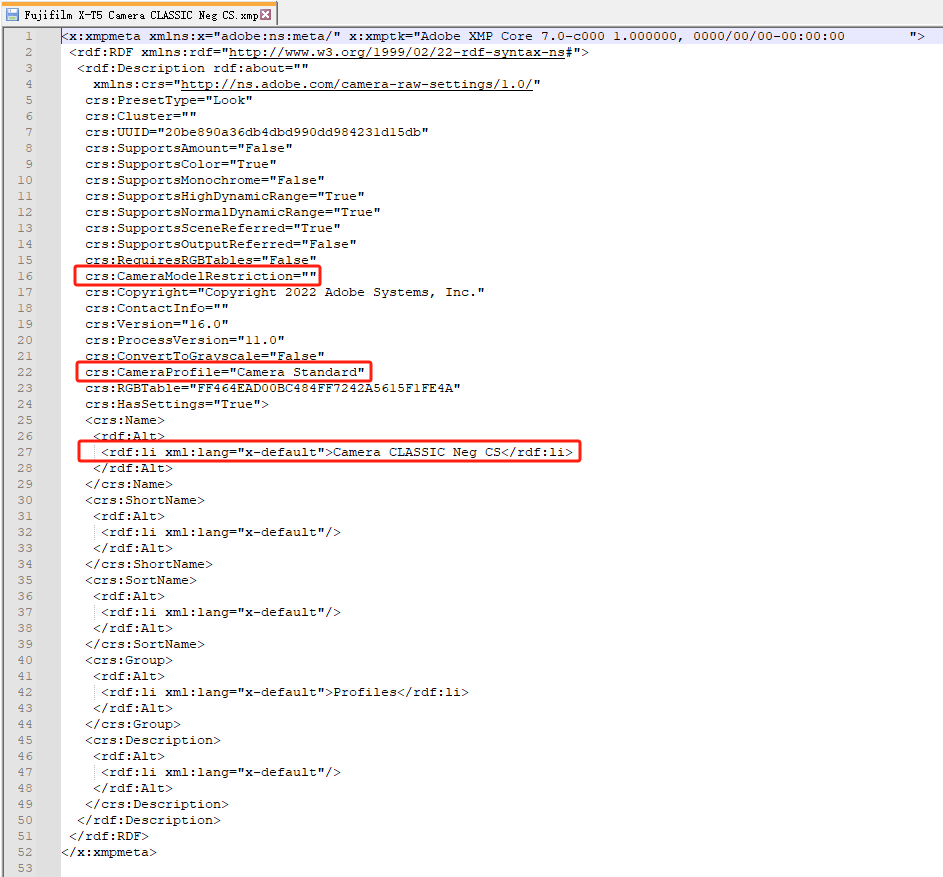 Fujifilm X-T5 Camera CLASSIC Neg CS.xmp
1 <x:xmpmeta xmlns:x="adobe:ns:meta/" x:xmptk="Adobe XMP Core 7.0-c000 1.000000, 0000/00/00-00:00:00        ">
2 <rdf:RDF xmlns:rdf="http://www.w3.org/1999/02/22-rdf-syntax-ns#">
3 <rdf:Description rdf:about=""
4 xmlns:crs="http://ns.adobe.com/camera-raw-settings/1.0/"
5 crs:PresetType="Look"
6 crs:Cluster=""
7 crs:UUID="20be890a36db4dbd990dd984231d15db"
8 crs:SupportsAmount="False"
9 crs:SupportsColor="True"
10 crs:SupportsMonochrome="False"
11 crs:SupportsHighDynamicRange="True"
12 crs:SupportsNormalDynamicRange="True"
13 crs:SupportsSceneReferred="True"
14 crs:SupportsOutputReferred="False"
15 crs:RequiresRGBTables="False"
16 crs:CameraModelRestriction=""
17 crs:Copyright="Copyright 2022 Adobe Systems, Inc."
18 crs:ContactInfo=""
19 crs:Version="16.0"
20 crs:ProcessVersion="11.0"
21 crs:ConvertToGrayscale="False"
22 crs:CameraProfile="Camera Standard"
23 crs:RGBTable="FF464EAD00BC484FF7242A5615F1FE4A"
24 crs:HasSettings="True">
25 <crs:Name>
26 <rdf:Alt>
27 <rdf:li xml:lang="x-default">Camera CLASSIC Neg CS</rdf:li>
28 </rdf:Alt>
29 </crs:Name>
30 <crs:ShortName>
31 <rdf:Alt>
32 <rdf:li xml:lang="x-default"/>
33 </rdf:Alt>
34 </crs:ShortName>
35 <crs:SortName>
36 <rdf:Alt>
37 <rdf:li xml:lang="x-default"/>
38 </rdf:Alt>
39 </crs:SortName>
40 <crs:Group>
41 <rdf:Alt>
42 <rdf:li xml:lang="x-default">Profiles</rdf:li>
43 </rdf:Alt>
44 </crs:Group>
45 <crs:Description>
46 <rdf:Alt>
47 <rdf:li xml:lang="x-default"/>
48 </rdf:Alt>
49 </crs:Description>
50 </rdf:Description>
51 </rdf:RDF>
52 </x:xmpmeta>
53